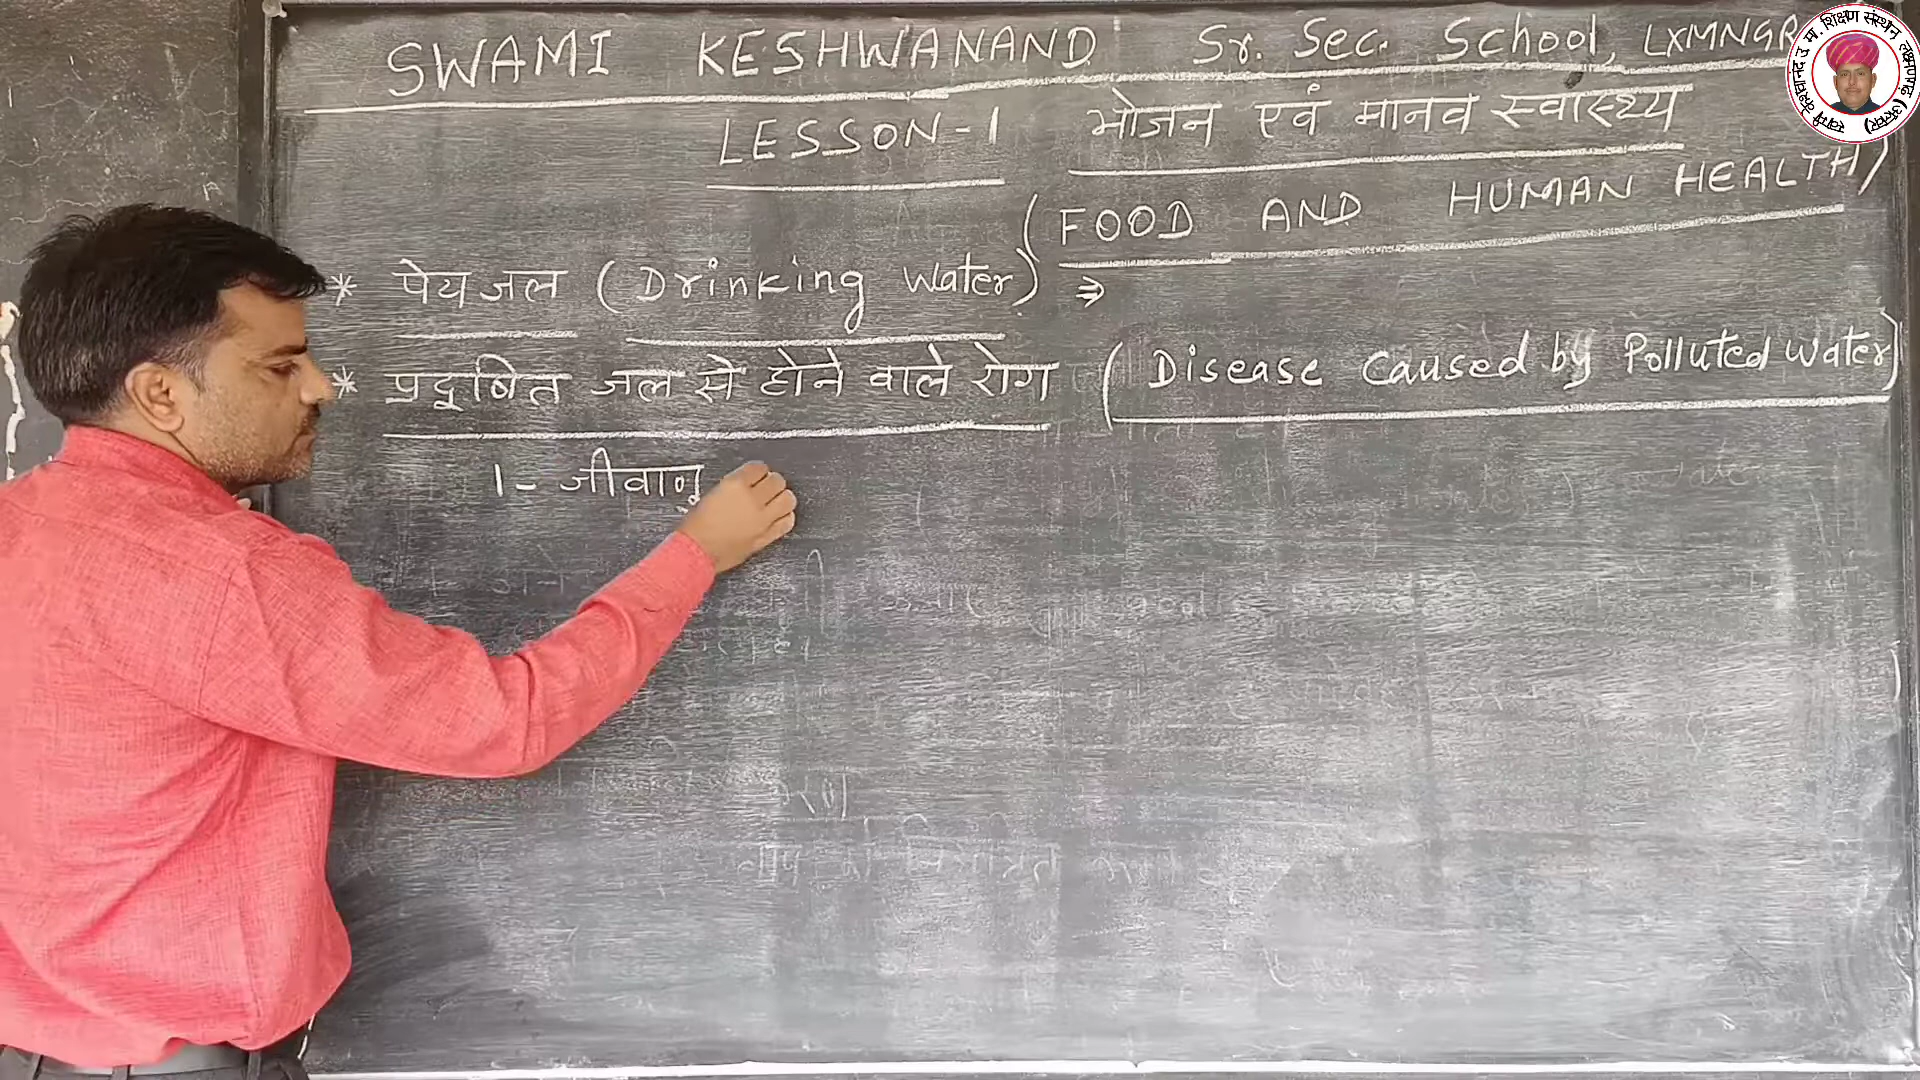 SWAMI KESHWANAND Sr. Sec. School, LXMNGR
LESSON-1 भोजन एवं मानव स्वास्थ्य
(FOOD AND HUMAN HEALTH)
* पेयजल (Drinking Water) ⇒
* प्रदूषित जल से होने वाले रोग (Disease Caused by Polluted Water)
1- जीवानु